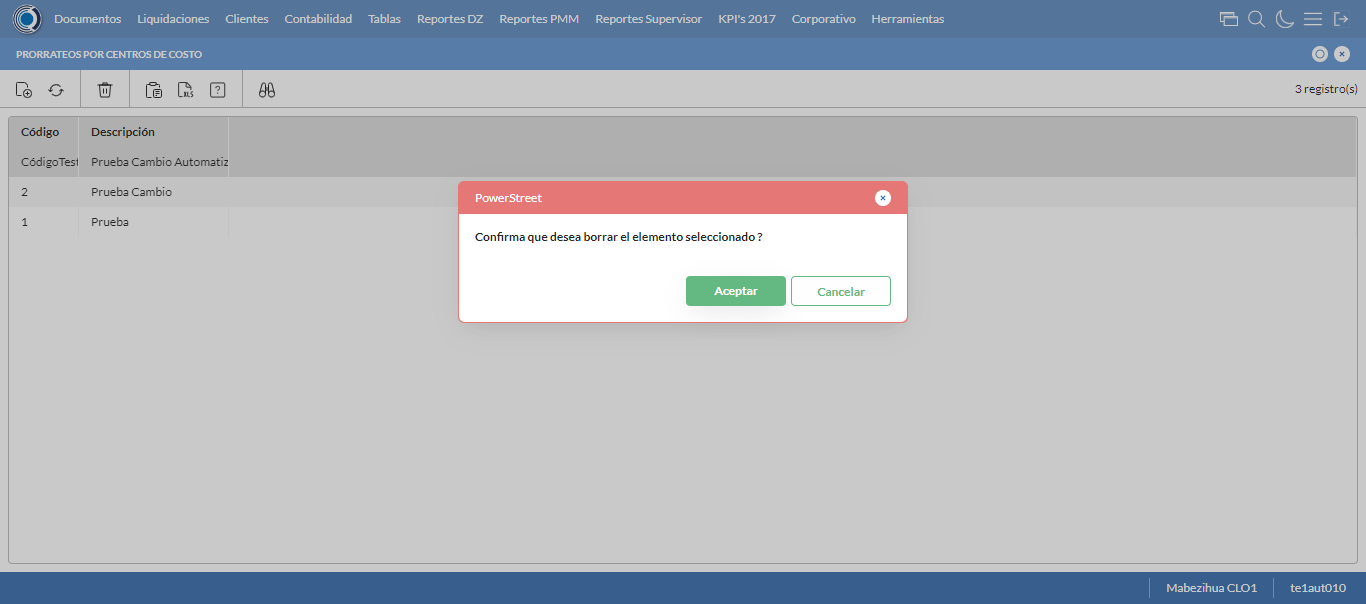 Documentos Liquidaciones Clientes Contabilidad Tablas Reportes DZ Reportes PMM Reportes Supervisor KPI's 2017 Corporativo Herramientas
PRORRATEOS POR CENTROS DE COSTO
XLS ? 3 registro(s)
Código Descripción
CódigoTest Prueba Cambio Automatiz
2 Prueba Cambio
1 Prueba
PowerStreet
Confirma que desea borrar el elemento seleccionado ?
Aceptar Cancelar
Mabezihua CLO1 te1aut010